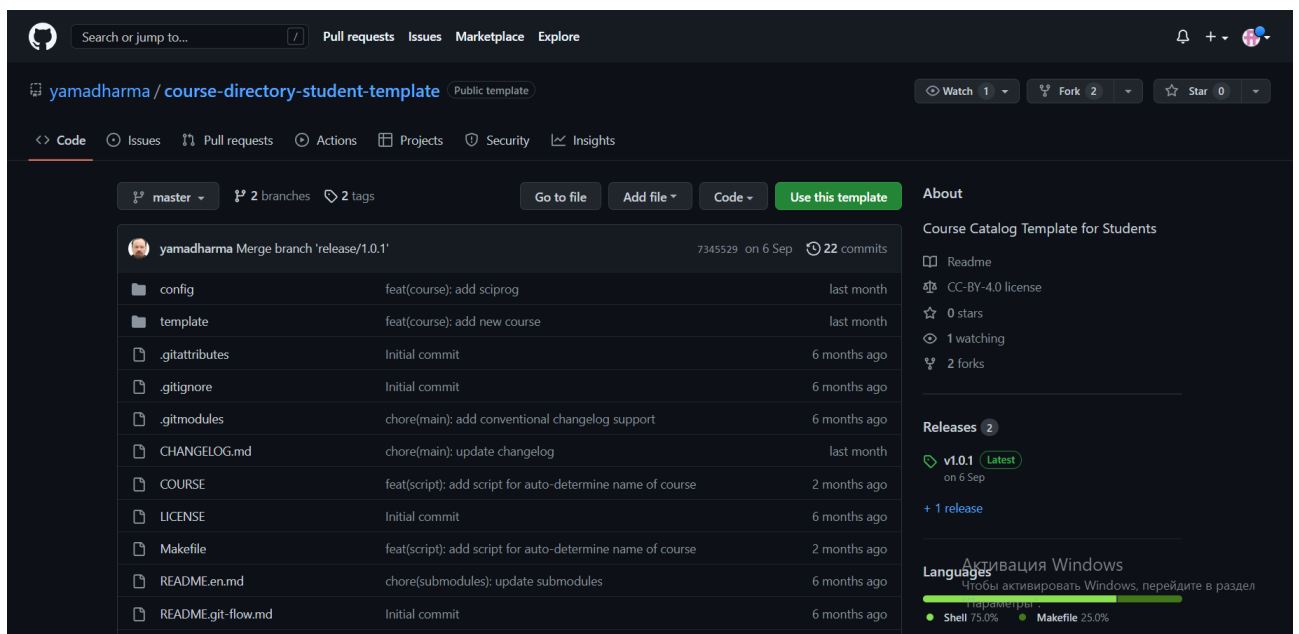 Search or jump to... / Pull requests Issues Marketplace Explore
yamadharma / course-directory-student-template Public template Watch 1 Fork 2 Star 0
Code Issues Pull requests Actions Projects Security Insights
master 2 branches 2 tags Go to file Add file Code Use this template
yamadharma Merge branch 'release/1.0.1' 7345529 on 6 Sep 22 commits
config feat(course): add sciprog last month
template feat(course): add new course last month
.gitattributes Initial commit 6 months ago
.gitignore Initial commit 6 months ago
.gitmodules chore(main): add conventional changelog support 6 months ago
CHANGELOG.md chore(main): update changelog last month
COURSE feat(script): add script for auto-determine name of course 2 months ago
LICENSE Initial commit 6 months ago
Makefile feat(script): add script for auto-determine name of course 2 months ago
README.en.md chore(submodules): update submodules 6 months ago
README.git-flow.md Initial commit 6 months ago
About
Course Catalog Template for Students
Readme
CC-BY-4.0 license
0 stars
1 watching
2 forks
Releases 2
v1.0.1 Latest
on 6 Sep
+ 1 release
Languages
Активация Windows
Чтобы активировать Windows, перейдите в раздел
"Параметры".
Shell 75.0% Makefile 25.0%